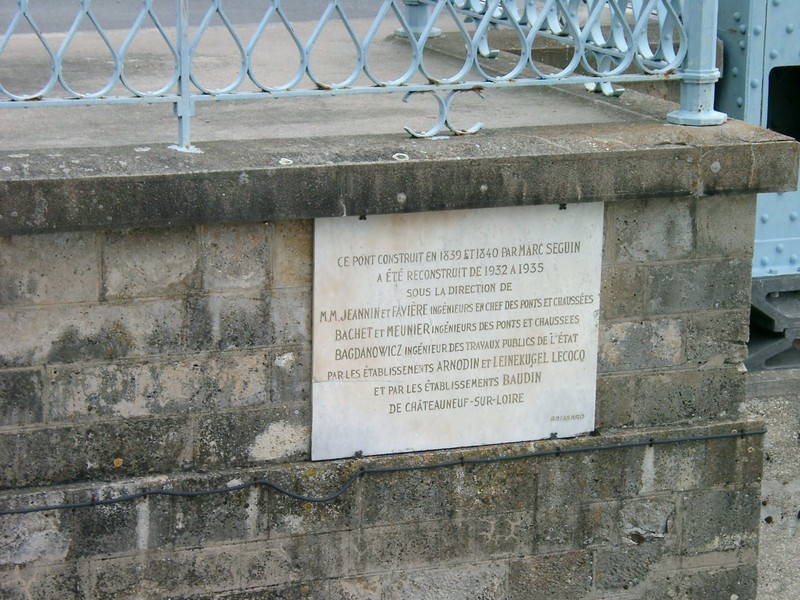 CE PONT CONSTRUIT EN 1839 ET 1840 PAR MARC SEGUIN
A ÉTÉ RECONSTRUIT DE 1932 A 1935
SOUS LA DIRECTION DE
M.M. JEANNIN ET FAVIÈRE INGÉNIEURS EN CHEF DES PONTS ET CHAUSSÉES
BACHET ET MEUNIER INGÉNIEURS DES PONTS ET CHAUSSEES
BAGDANOWICZ INGÉNIEUR DES TRAVAUX PUBLICS DE L'ÉTAT
PAR LES ÉTABLISSEMENTS ARNODIN ET LEINEKUGEL LECOCQ
ET PAR LES ÉTABLISSEMENTS BAUDIN
DE CHÂTEAUNEUF-SUR-LOIRE